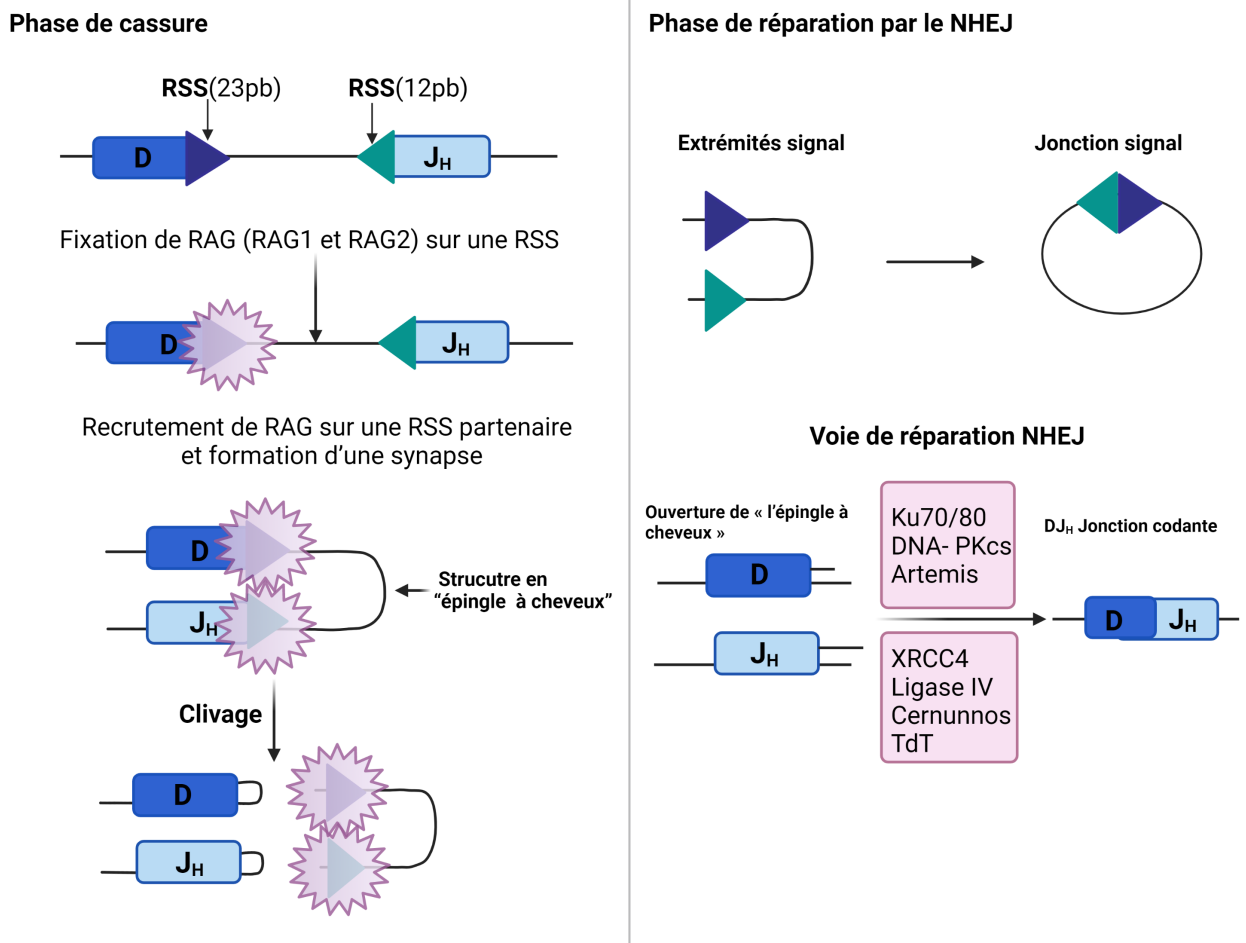 Phase de cassure
RSS(23pb)
RSS(12pb)
D
JH
Fixation de RAG (RAG1 et RAG2) sur une RSS
D
JH
Recrutement de RAG sur une RSS partenaire
et formation d’une synapse
D
JH
Strucutre en
“épingle à cheveux”
Clivage
D
JH
Phase de réparation par le NHEJ
Extrémités signal
Jonction signal
Voie de réparation NHEJ
Ouverture de « l’épingle à
cheveux »
D
JH
Ku70/80
DNA- PKcs
Artemis
XRCC4
Ligase IV
Cernunnos
TdT
DJH Jonction codante
D
JH